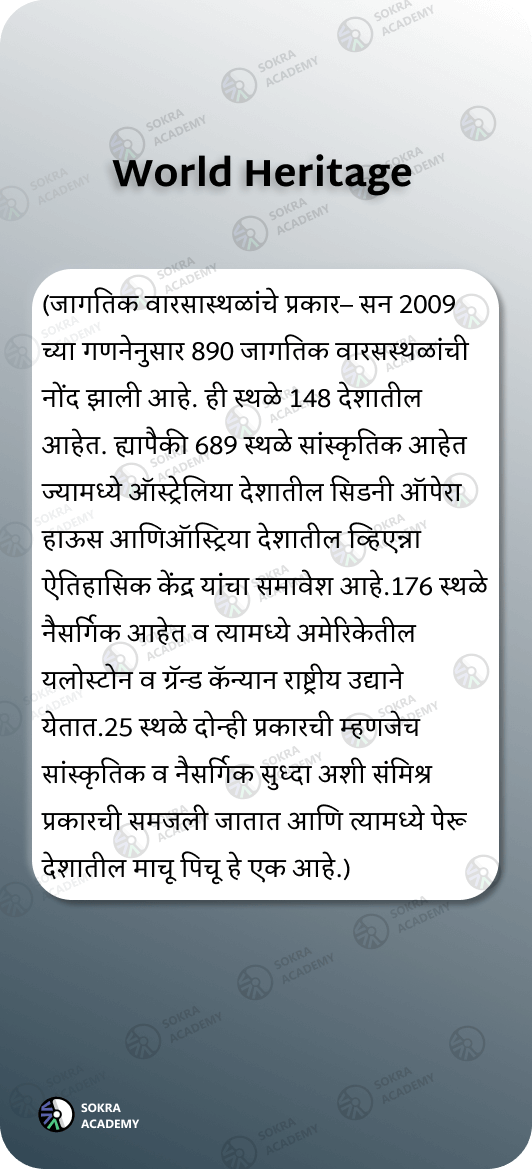 World Heritage
(जागतिक वारसास्थळांचे प्रकार– सन 2009
च्या गणनेनुसार 890 जागतिक वारसस्थळांची
नोंद झाली आहे. ही स्थळे 148 देशातील
आहेत. ह्यापैकी 689 स्थळे सांस्कृतिक आहेत
ज्यामध्ये ऑस्ट्रेलिया देशातील सिडनी ऑपेरा
हाऊस आणिऑस्ट्रिया देशातील व्हिएन्ना
ऐतिहासिक केंद्र यांचा समावेश आहे.176 स्थळे
नैसर्गिक आहेत व त्यामध्ये अमेरिकेतील
यलोस्टोन व ग्रॅन्ड कॅन्यान राष्ट्रीय उद्याने
येतात.25 स्थळे दोन्ही प्रकारची म्हणजेच
सांस्कृतिक व नैसर्गिक सुध्दा अशी संमिश्र
प्रकारची समजली जातात आणि त्यामध्ये पेरू
देशातील माचू पिचू हे एक आहे.)
SOKRA
ACADEMY